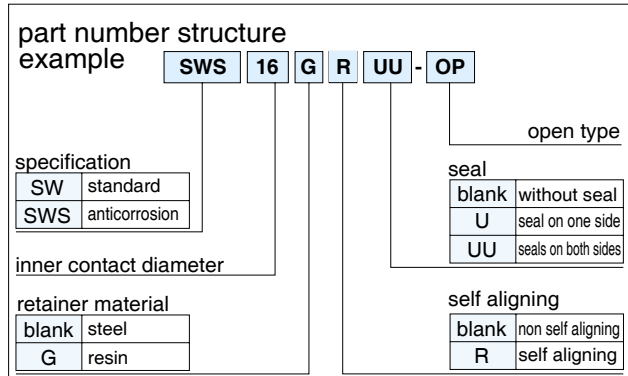 part number structure
example SWS 16 G R UU - OP
open type
specification
SW standard
SWS anticorrosion
inner contact diameter
retainer material
blank steel
G resin
seal
blank without seal
U seal on one side
UU seals on both sides
self aligning
blank non self aligning
R self aligning